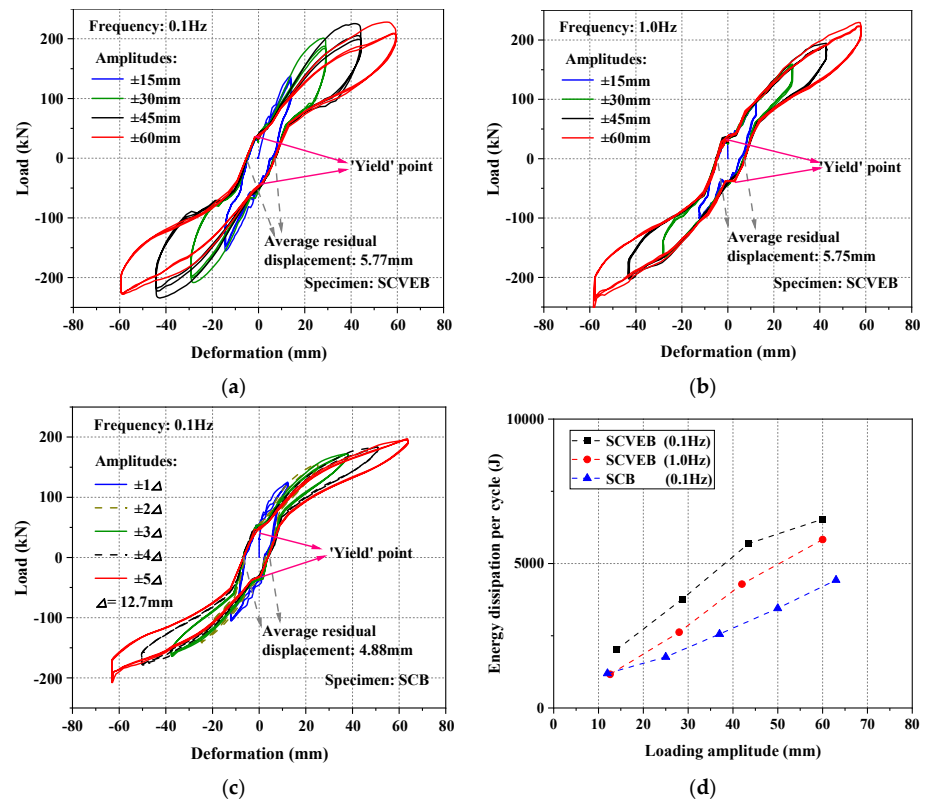 Frequency: 0.1Hz
Amplitudes:
±15mm
±30mm
±45mm
±60mm
'Yield' point
Average residual
displacement: 5.77mm
Specimen: SCVEB
Load (kN)
200
100
0
-100
-200
-80 -60 -40 -20 0 20 40 60 80
Deformation (mm)
(a)
Frequency: 1.0Hz
Amplitudes:
±15mm
±30mm
±45mm
±60mm
'Yield' point
Average residual
displacement: 5.75mm
Specimen: SCVEB
Load (kN)
200
100
0
-100
-200
-80 -60 -40 -20 0 20 40 60 80
Deformation (mm)
(b)
Frequency: 0.1Hz
Amplitudes:
±1Δ
±2Δ
±3Δ
±4Δ
±5Δ
Δ= 12.7mm
'Yield' point
Average residual
displacement: 4.88mm
Specimen: SCB
Load (kN)
200
100
0
-100
-200
-80 -60 -40 -20 0 20 40 60 80
Deformation (mm)
(c)
SCVEB (0.1Hz)
SCVEB (1.0Hz)
SCB (0.1Hz)
Energy dissipation per cycle (J)
10000
5000
0
0 10 20 30 40 50 60 70 80
Loading amplitude (mm)
(d)